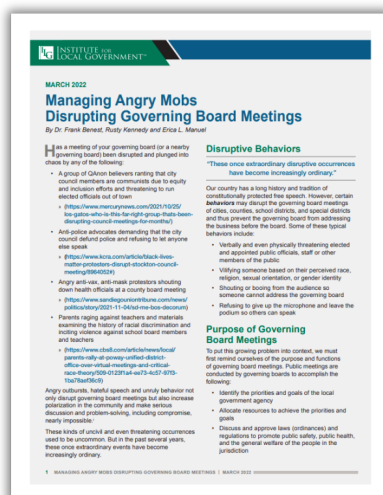 INSTITUTE FOR
LOCAL GOVERNMENT
MARCH 2022
Managing Angry Mobs
Disrupting Governing Board Meetings
By Dr. Frank Benest, Rusty Kennedy and Erica L. Manuel
Has a meeting of your governing board (or a nearby
governing board) been disrupted and plunged into
chaos by any of the following:
• A group of QAnon believers ranting that city
council members are communists due to equity
and inclusion efforts and threatening to run
elected officials out of town
» (https://www.mercurynews.com/2021/10/25/
los-gatos-who-is-this-far-right-group-thats-been-
disrupting-council-meetings-for-months/)
• Anti-police advocates demanding that the city
council defund police and refusing to let anyone
else speak
» (https://www.kcra.com/article/black-lives-
matter-protesters-disrupt-stockton-council-
meeting/8964052#)
• Angry anti-vax, anti-mask protesters shouting
down health officials at a county board meeting
» (https://www.sandiegouniontribune.com/news/
politics/story/2021-11-04/sd-me-bos-decorum)
• Parents raging against teachers and materials
examining the history of racial discrimination and
inciting violence against school board members
and teachers
» (https://www.cbs8.com/article/news/local/
parents-rally-at-poway-unified-district-
office-over-virtual-meetings-and-critical-
race-theory/509-0123f1a4-ee73-4c57-87f3-
1ba78aef36c9)
Angry outbursts, hateful speech and unruly behavior not
only disrupt governing board meetings but also increase
polarization in the community and make serious
discussion and problem-solving, including compromise,
nearly impossible.
These kinds of uncivil and even threatening occurrences
used to be uncommon. But in the past several years,
these once extraordinary events have become
increasingly ordinary.
Disruptive Behaviors
"These once extraordinary disruptive occurrences
have become increasingly ordinary."
Our country has a long history and tradition of
constitutionally protected free speech. However, certain
behaviors may disrupt the governing board meetings
of cities, counties, school districts, and special districts
and thus prevent the governing board from addressing
the business before the board. Some of these typical
behaviors include:
• Verbally and even physically threatening elected
and appointed public officials, staff or other
members of the public
• Vilifying someone based on their perceived race,
religion, sexual orientation, or gender identity
• Shouting or booing from the audience so
someone cannot address the governing board
• Refusing to give up the microphone and leave the
podium so others can speak
Purpose of Governing
Board Meetings
To put this growing problem into context, we must
first remind ourselves of the purpose and functions
of governing board meetings. Public meetings are
conducted by governing boards to accomplish the
following:
• Identify the priorities and goals of the local
government agency
• Allocate resources to achieve the priorities and
goals
• Discuss and approve laws (ordinances) and
regulations to promote public safety, public health,
and the general welfare of the people in the
jurisdiction
1 MANAGING ANGRY MOBS DISRUPTING GOVERNING BOARD MEETINGS | MARCH 2022